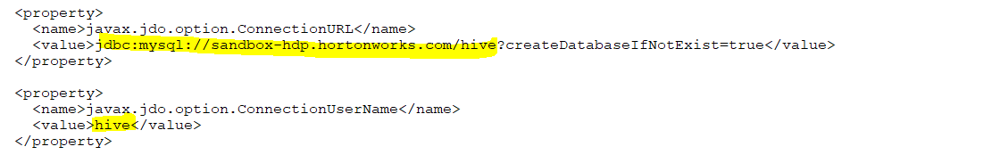 <property>
  <name>javax.jdo.option.ConnectionURL</name>
  <value>jdbc:mysql://sandbox-hdp.hortonworks.com/hive?createDatabaseIfNotExist=true</value>
</property>

<property>
  <name>javax.jdo.option.ConnectionUserName</name>
  <value>hive</value>
</property>